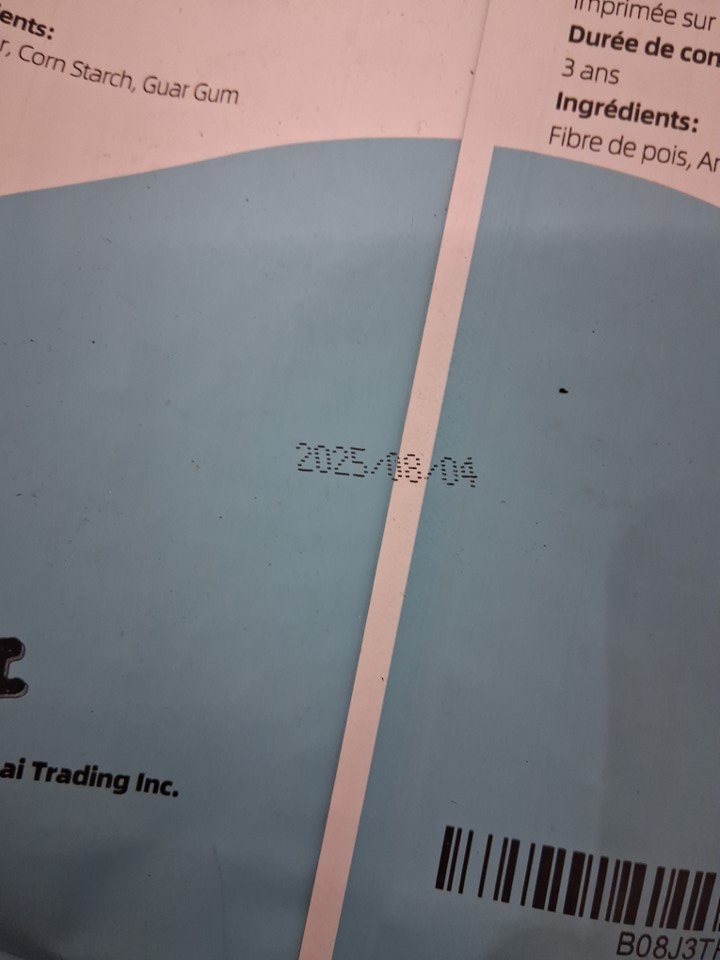 ents:
r, Corn Starch, Guar Gum
Imprimée sur
Durée de con
3 ans
Ingrédients:
Fibre de pois, Ar
2025/08/04
ai Trading Inc.
B08J3T